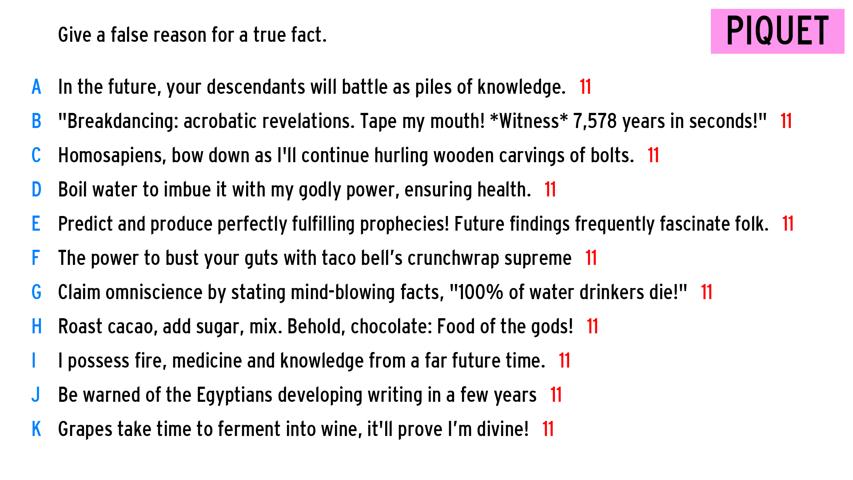 PIQUET
Give a false reason for a true fact.
A In the future, your descendants will battle as piles of knowledge. 11
B "Breakdancing: acrobatic revelations. Tape my mouth! *Witness* 7,578 years in seconds!" 11
C Homosapiens, bow down as I'll continue hurling wooden carvings of bolts. 11
D Boil water to imbue it with my godly power, ensuring health. 11
E Predict and produce perfectly fulfilling prophecies! Future findings frequently fascinate folk. 11
F The power to bust your guts with taco bell’s crunchwrap supreme 11
G Claim omniscience by stating mind-blowing facts, "100% of water drinkers die!" 11
H Roast cacao, add sugar, mix. Behold, chocolate: Food of the gods! 11
I I possess fire, medicine and knowledge from a far future time. 11
J Be warned of the Egyptians developing writing in a few years 11
K Grapes take time to ferment into wine, it'll prove I’m divine! 11